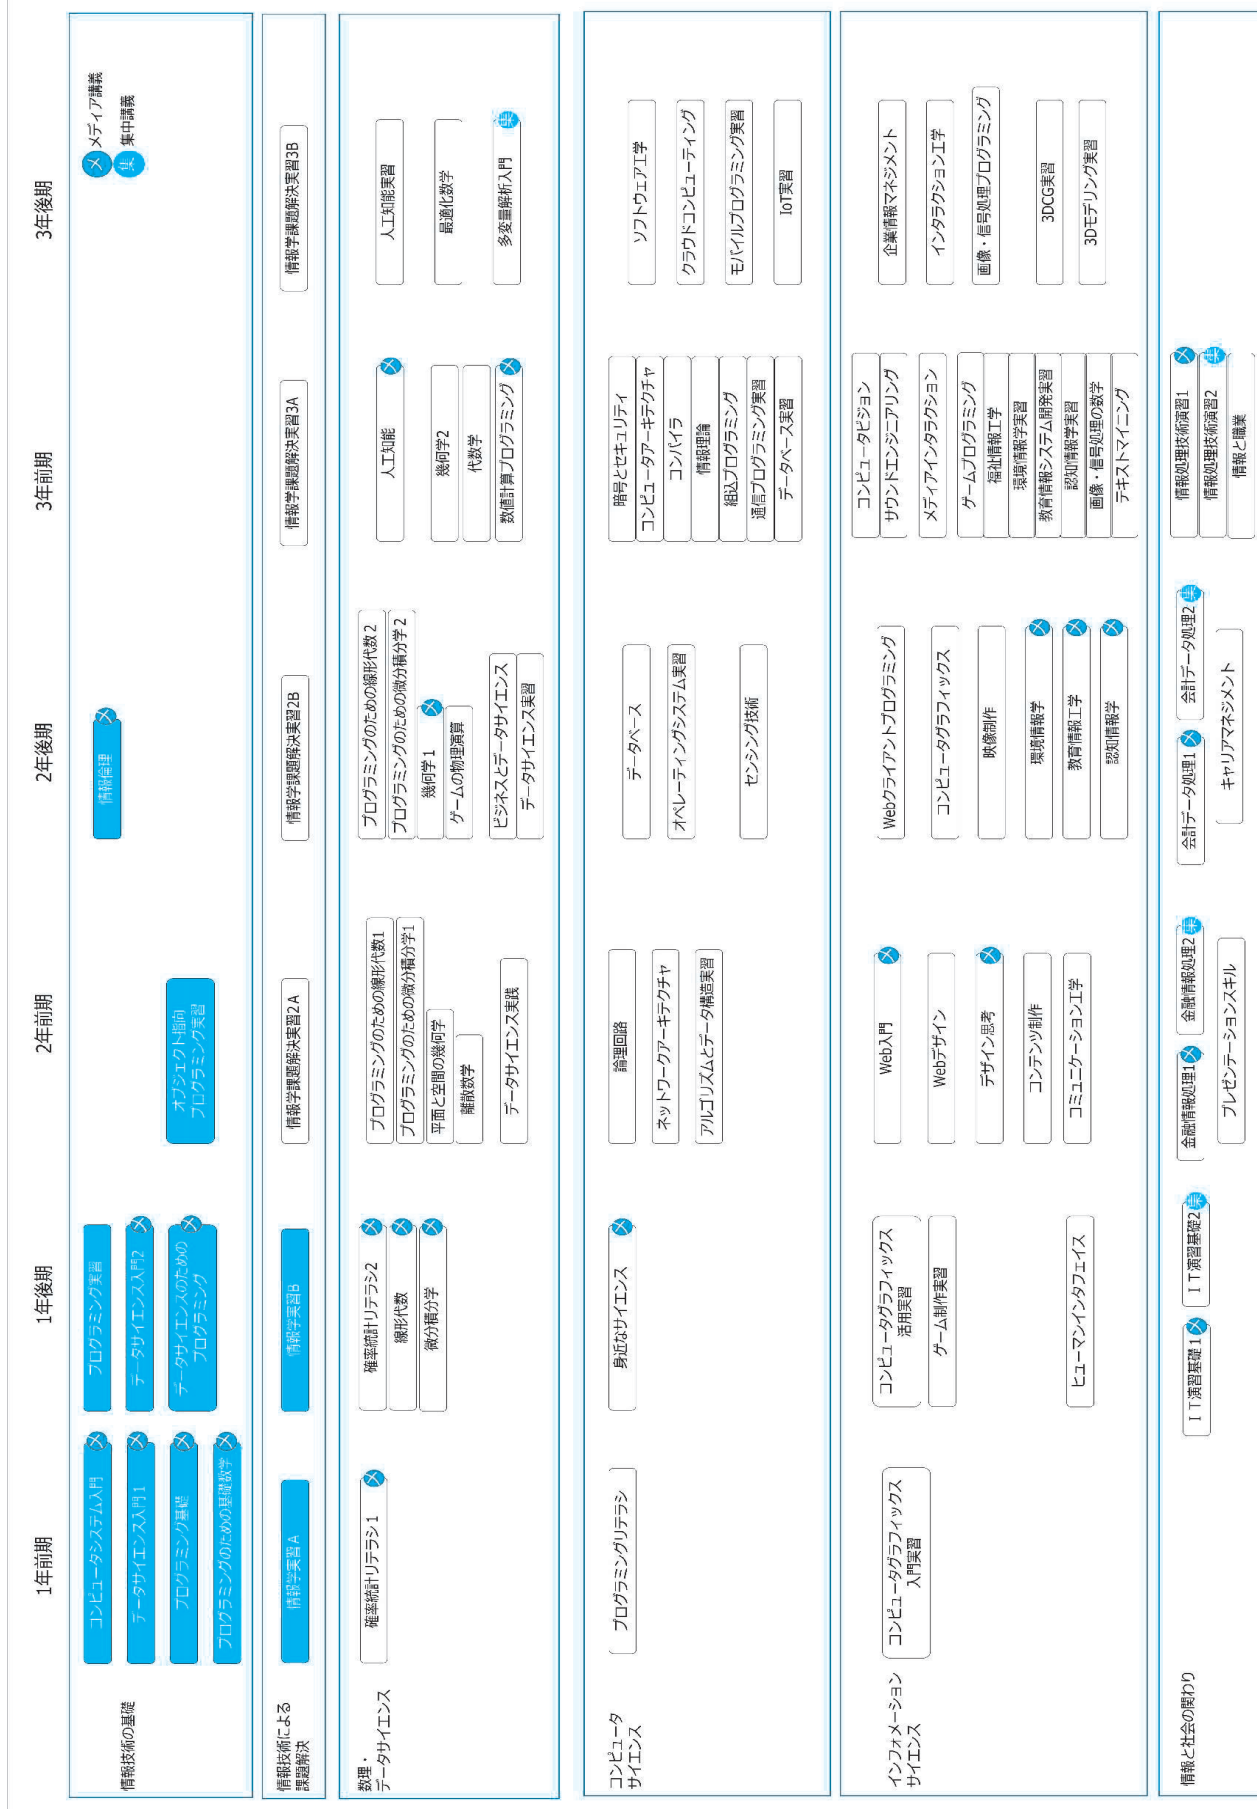 1年前期
1年後期
2年前期
2年後期
3年前期
3年後期
メ メディア講義
集 集中講義
情報技術の基礎
コンピュータシステム入門 メ
データサイエンス入門1 メ
プログラミング基礎 メ
プログラミングのための基礎数学 メ
プログラミング実習
データサイエンス入門2 メ
データサイエンスのための
プログラミング メ
オブジェクト指向
プログラミング実習
情報倫理 メ
情報技術による
課題解決
情報学実習A
情報学実習B
情報学課題解決実習2A
情報学課題解決実習2B
情報学課題解決実習3A
情報学課題解決実習3B
数理・
データサイエンス
確率統計リテラシ1 メ
確率統計リテラシ2 メ
線形代数 メ
微分積分学 メ
プログラミングのための線形代数1
プログラミングのための微分積分学1
平面と空間の幾何学
離散数学
データサイエンス実践
プログラミングのための線形代数2
プログラミングのための微分積分学2
幾何学1 メ
ゲームの物理演算
ビジネスとデータサイエンス
データサイエンス実習
人工知能 メ
幾何学2
代数学
数値計算プログラミング メ
人工知能実習
最適化数学
多変量解析入門 集
コンピュータ
サイエンス
プログラミングリテラシ
身近なサイエンス メ
論理回路
ネットワークアーキテクチャ
アルゴリズムとデータ構造実習
データベース
オペレーティングシステム実習
センシング技術
暗号とセキュリティ
コンピュータアーキテクチャ
コンパイラ
情報理論
組込プログラミング
通信プログラミング実習
データベース実習
ソフトウェア工学
クラウドコンピューティング
モバイルプログラミング実習
IoT実習
インフォメーション
サイエンス
コンピュータグラフィックス
入門実習
コンピュータグラフィックス
活用実習
ゲーム制作実習
ヒューマンインタフェイス
Web入門 メ
Webデザイン
デザイン思考 メ
コンテンツ制作
コミュニケーション工学
Webクライアントプログラミング
コンピュータグラフィックス
映像制作
環境情報学 メ
教育情報工学 メ
認知情報学 メ
コンピュータビジョン
サウンドエンジニアリング
メディアインタラクション
ゲームプログラミング
福祉情報工学
環境情報学実習
教育情報システム開発実習
認知情報学実習
画像・信号処理の数学
テキストマイニング
企業情報マネジメント
インタラクション工学
画像・信号処理プログラミング
3DCG実習
3Dモデリング実習
情報と社会の関わり
IT演習基礎1 メ
IT演習基礎2 集
金融情報処理1 メ
金融情報処理2 集
プレゼンテーションスキル
会計データ処理1 メ
会計データ処理2 集
キャリアマネジメント
情報処理技術演習1 メ
情報処理技術演習2 集
情報と職業